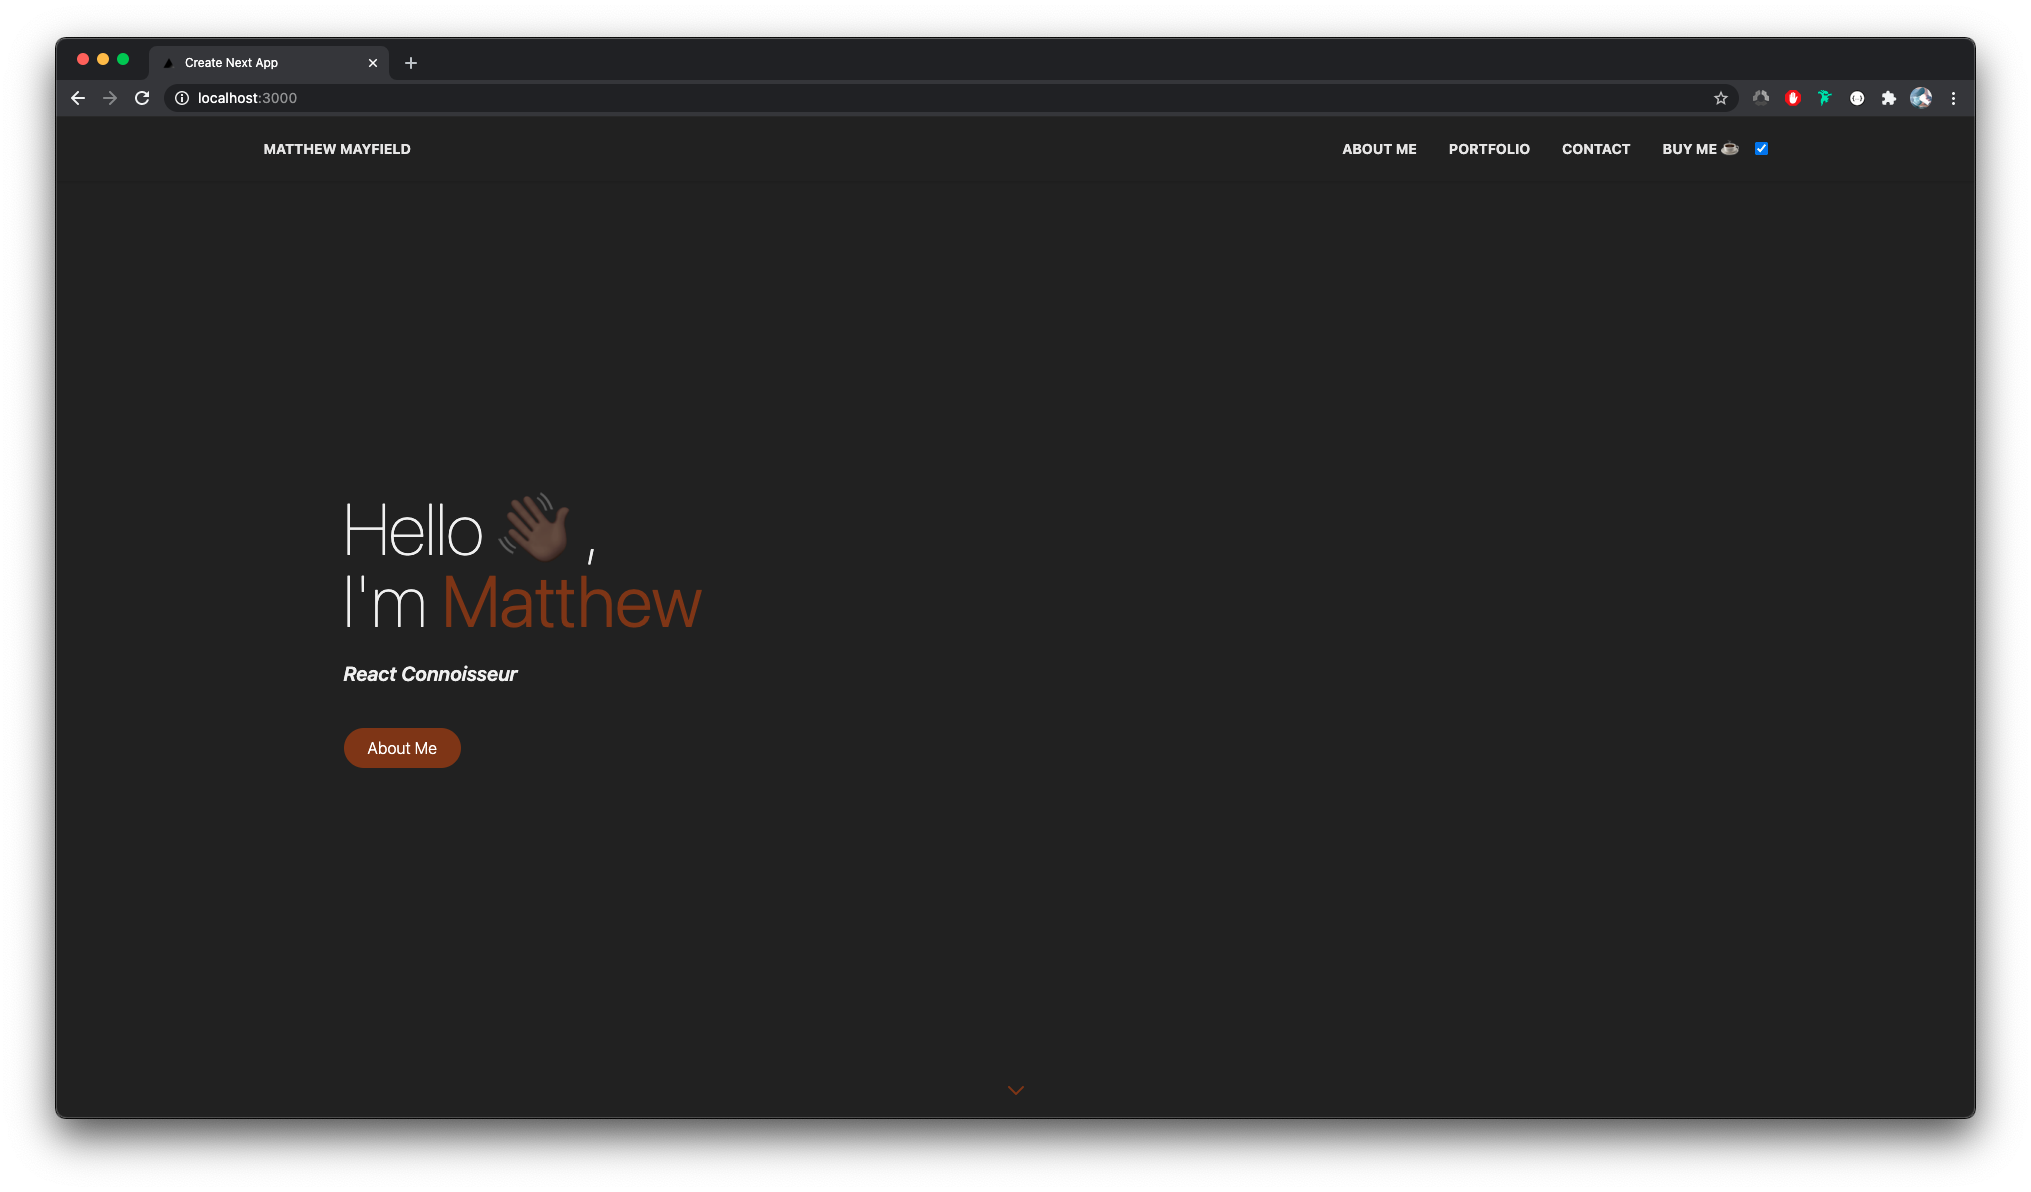 Create Next App
localhost:3000
MATTHEW MAYFIELD
ABOUT ME
PORTFOLIO
CONTACT
BUY ME ☕
Hello 👋🏿 ,
I'm Matthew
React Connoisseur
About Me